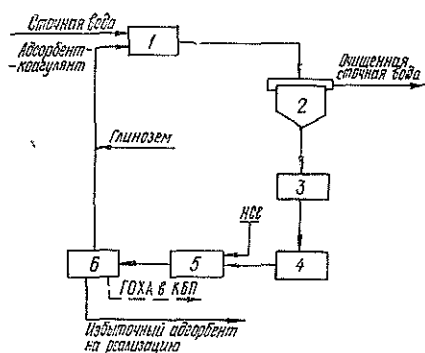 Сточная вода
Адсорбент-
-коагулянт
1
Очищенная
сточная вода
2
Глинозем
3
НСВ
6
5
4
ГОХА в КБП
Избыточный адсорбент
на реализацию